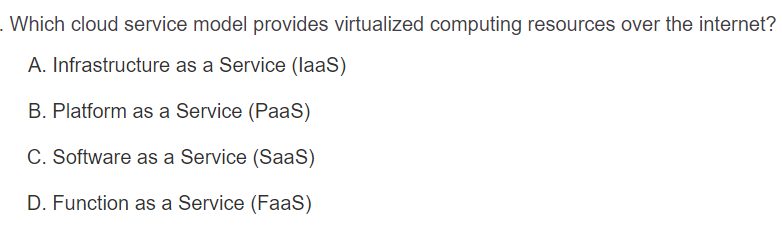 . Which cloud service model provides virtualized computing resources over the internet?
A. Infrastructure as a Service (IaaS)
B. Platform as a Service (PaaS)
C. Software as a Service (SaaS)
D. Function as a Service (FaaS)